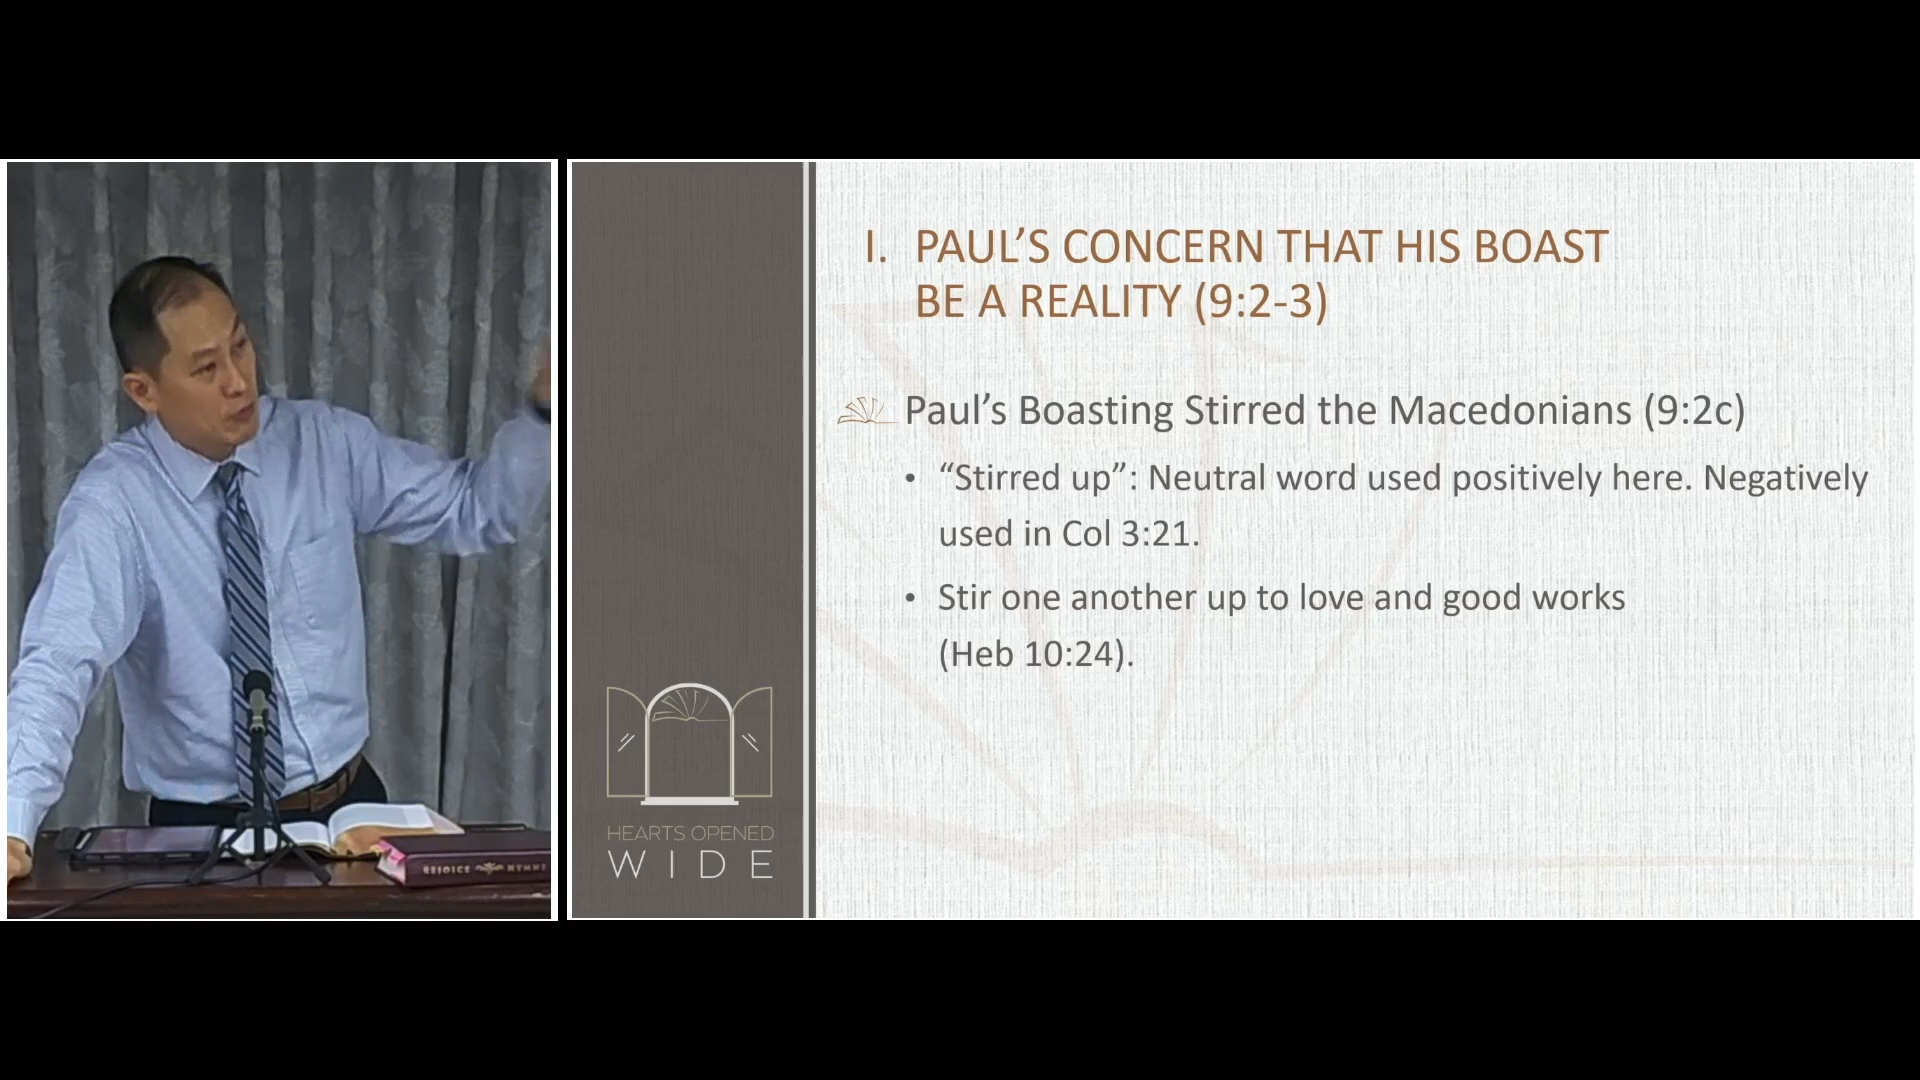 I. PAUL’S CONCERN THAT HIS BOAST
BE A REALITY (9:2-3)
Paul’s Boasting Stirred the Macedonians (9:2c)
• “Stirred up”: Neutral word used positively here. Negatively
used in Col 3:21.
• Stir one another up to love and good works
(Heb 10:24).
HEARTS OPENED
WIDE
REJOICE HYMNS